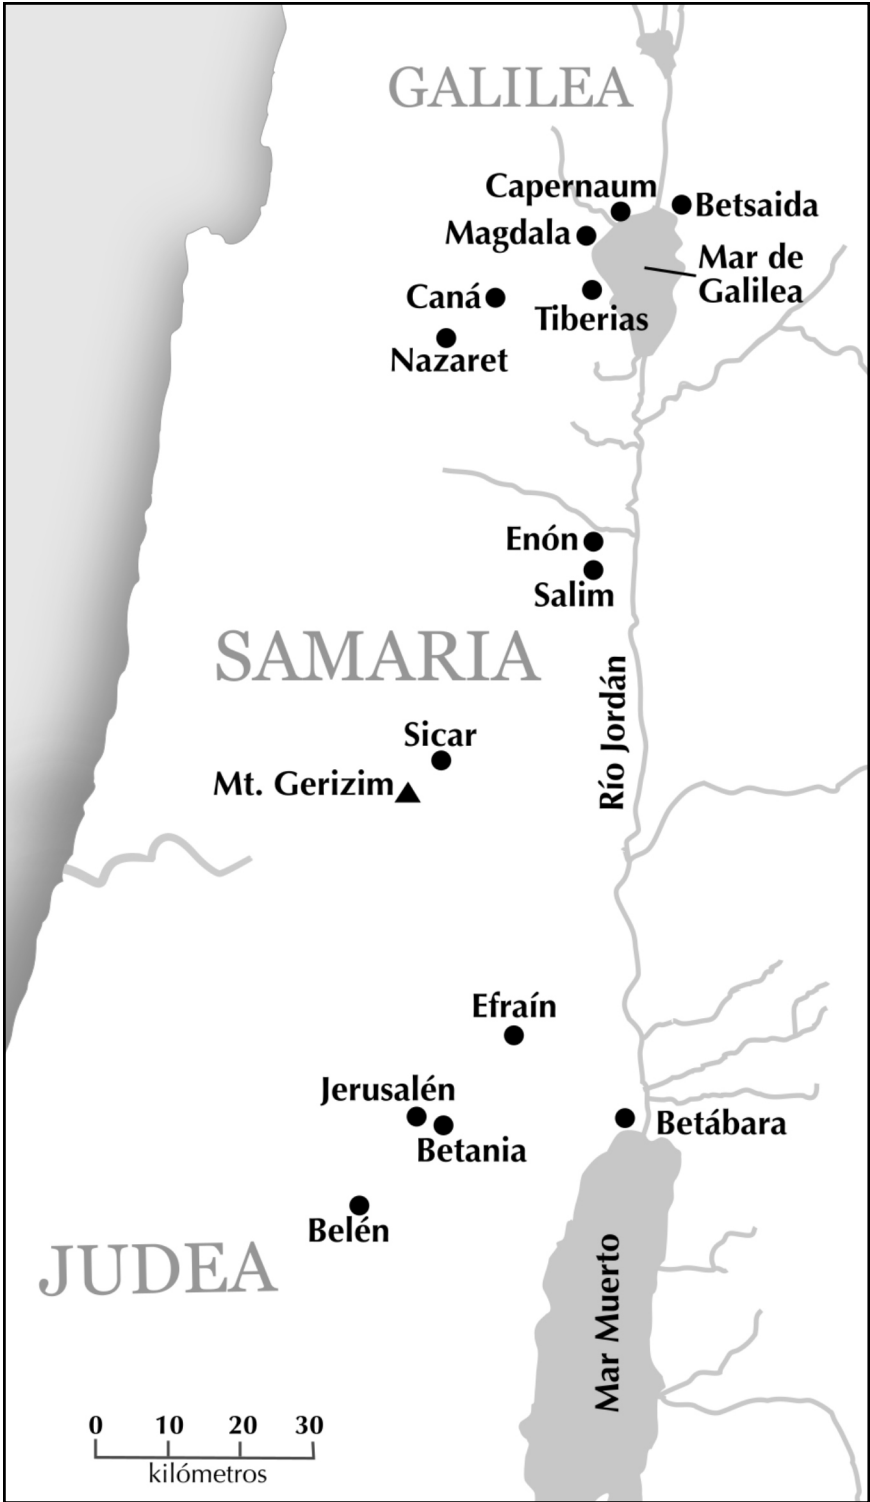 GALILEA
Capernaum
Betsaida
Magdala
Mar de
Galilea
Caná
Tiberias
Nazaret
Enón
Salim
SAMARIA
Río Jordán
Sicar
Mt. Gerizim
Efraín
Jerusalén
Betábara
Betania
Belén
JUDEA
Mar Muerto
0 10 20 30
kilómetros